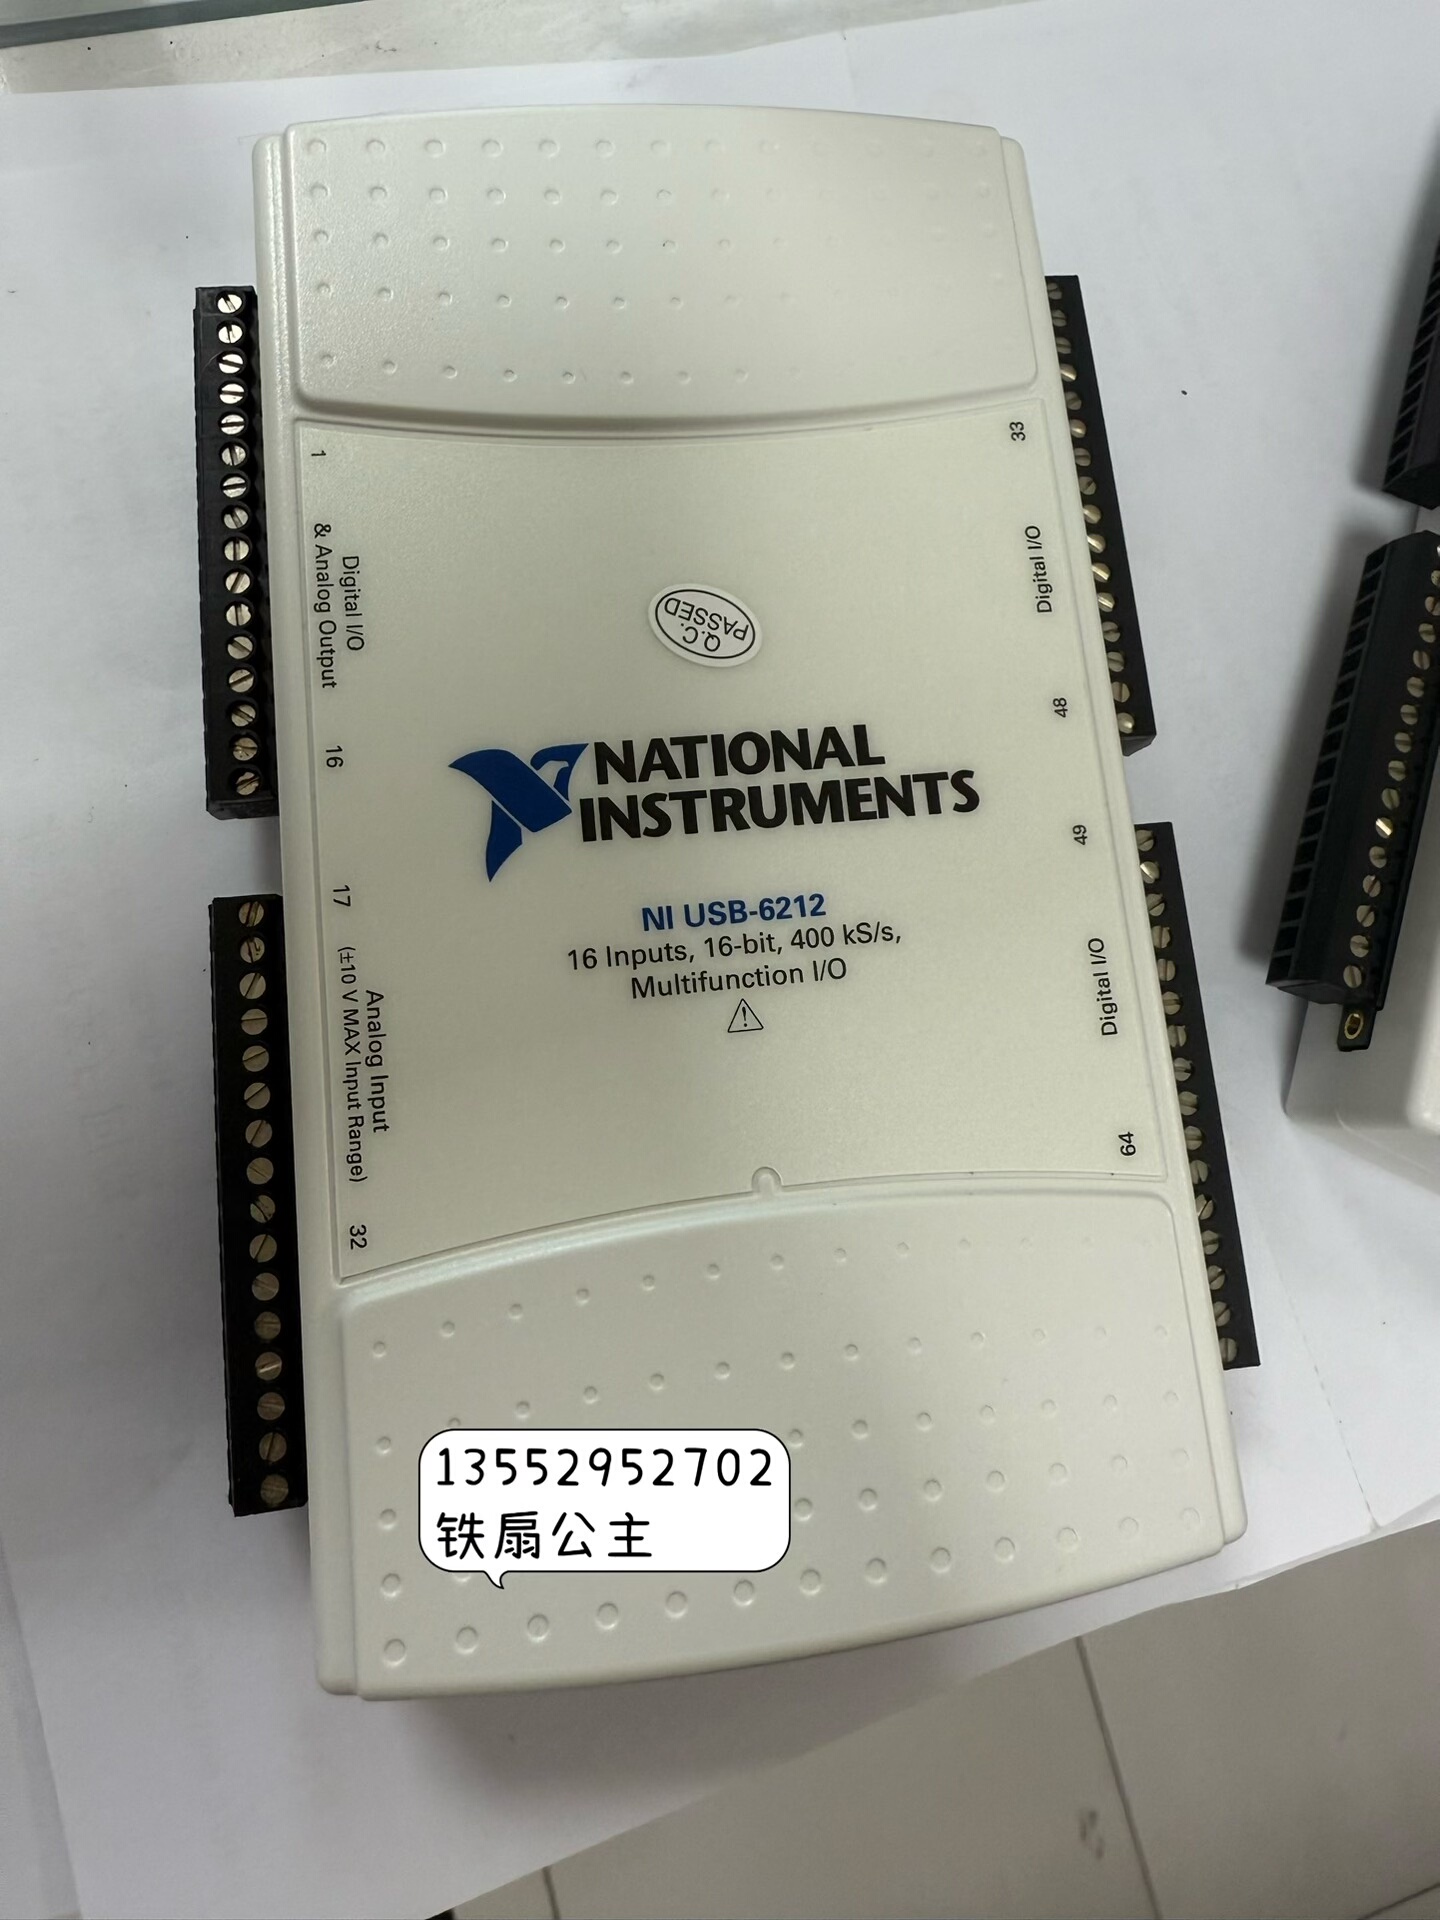 33
1
Digital I/O
& Analog Output
Digital I/O
Q.C.
PASSED
16
48
NATIONAL
INSTRUMENTS
17
49
NI USB-6212
16 Inputs, 16-bit, 400 kS/s,
Multifunction I/O
Analog Input
(±10 V MAX Input Range)
Digital I/O
32
64
13552952702
铁扇公主